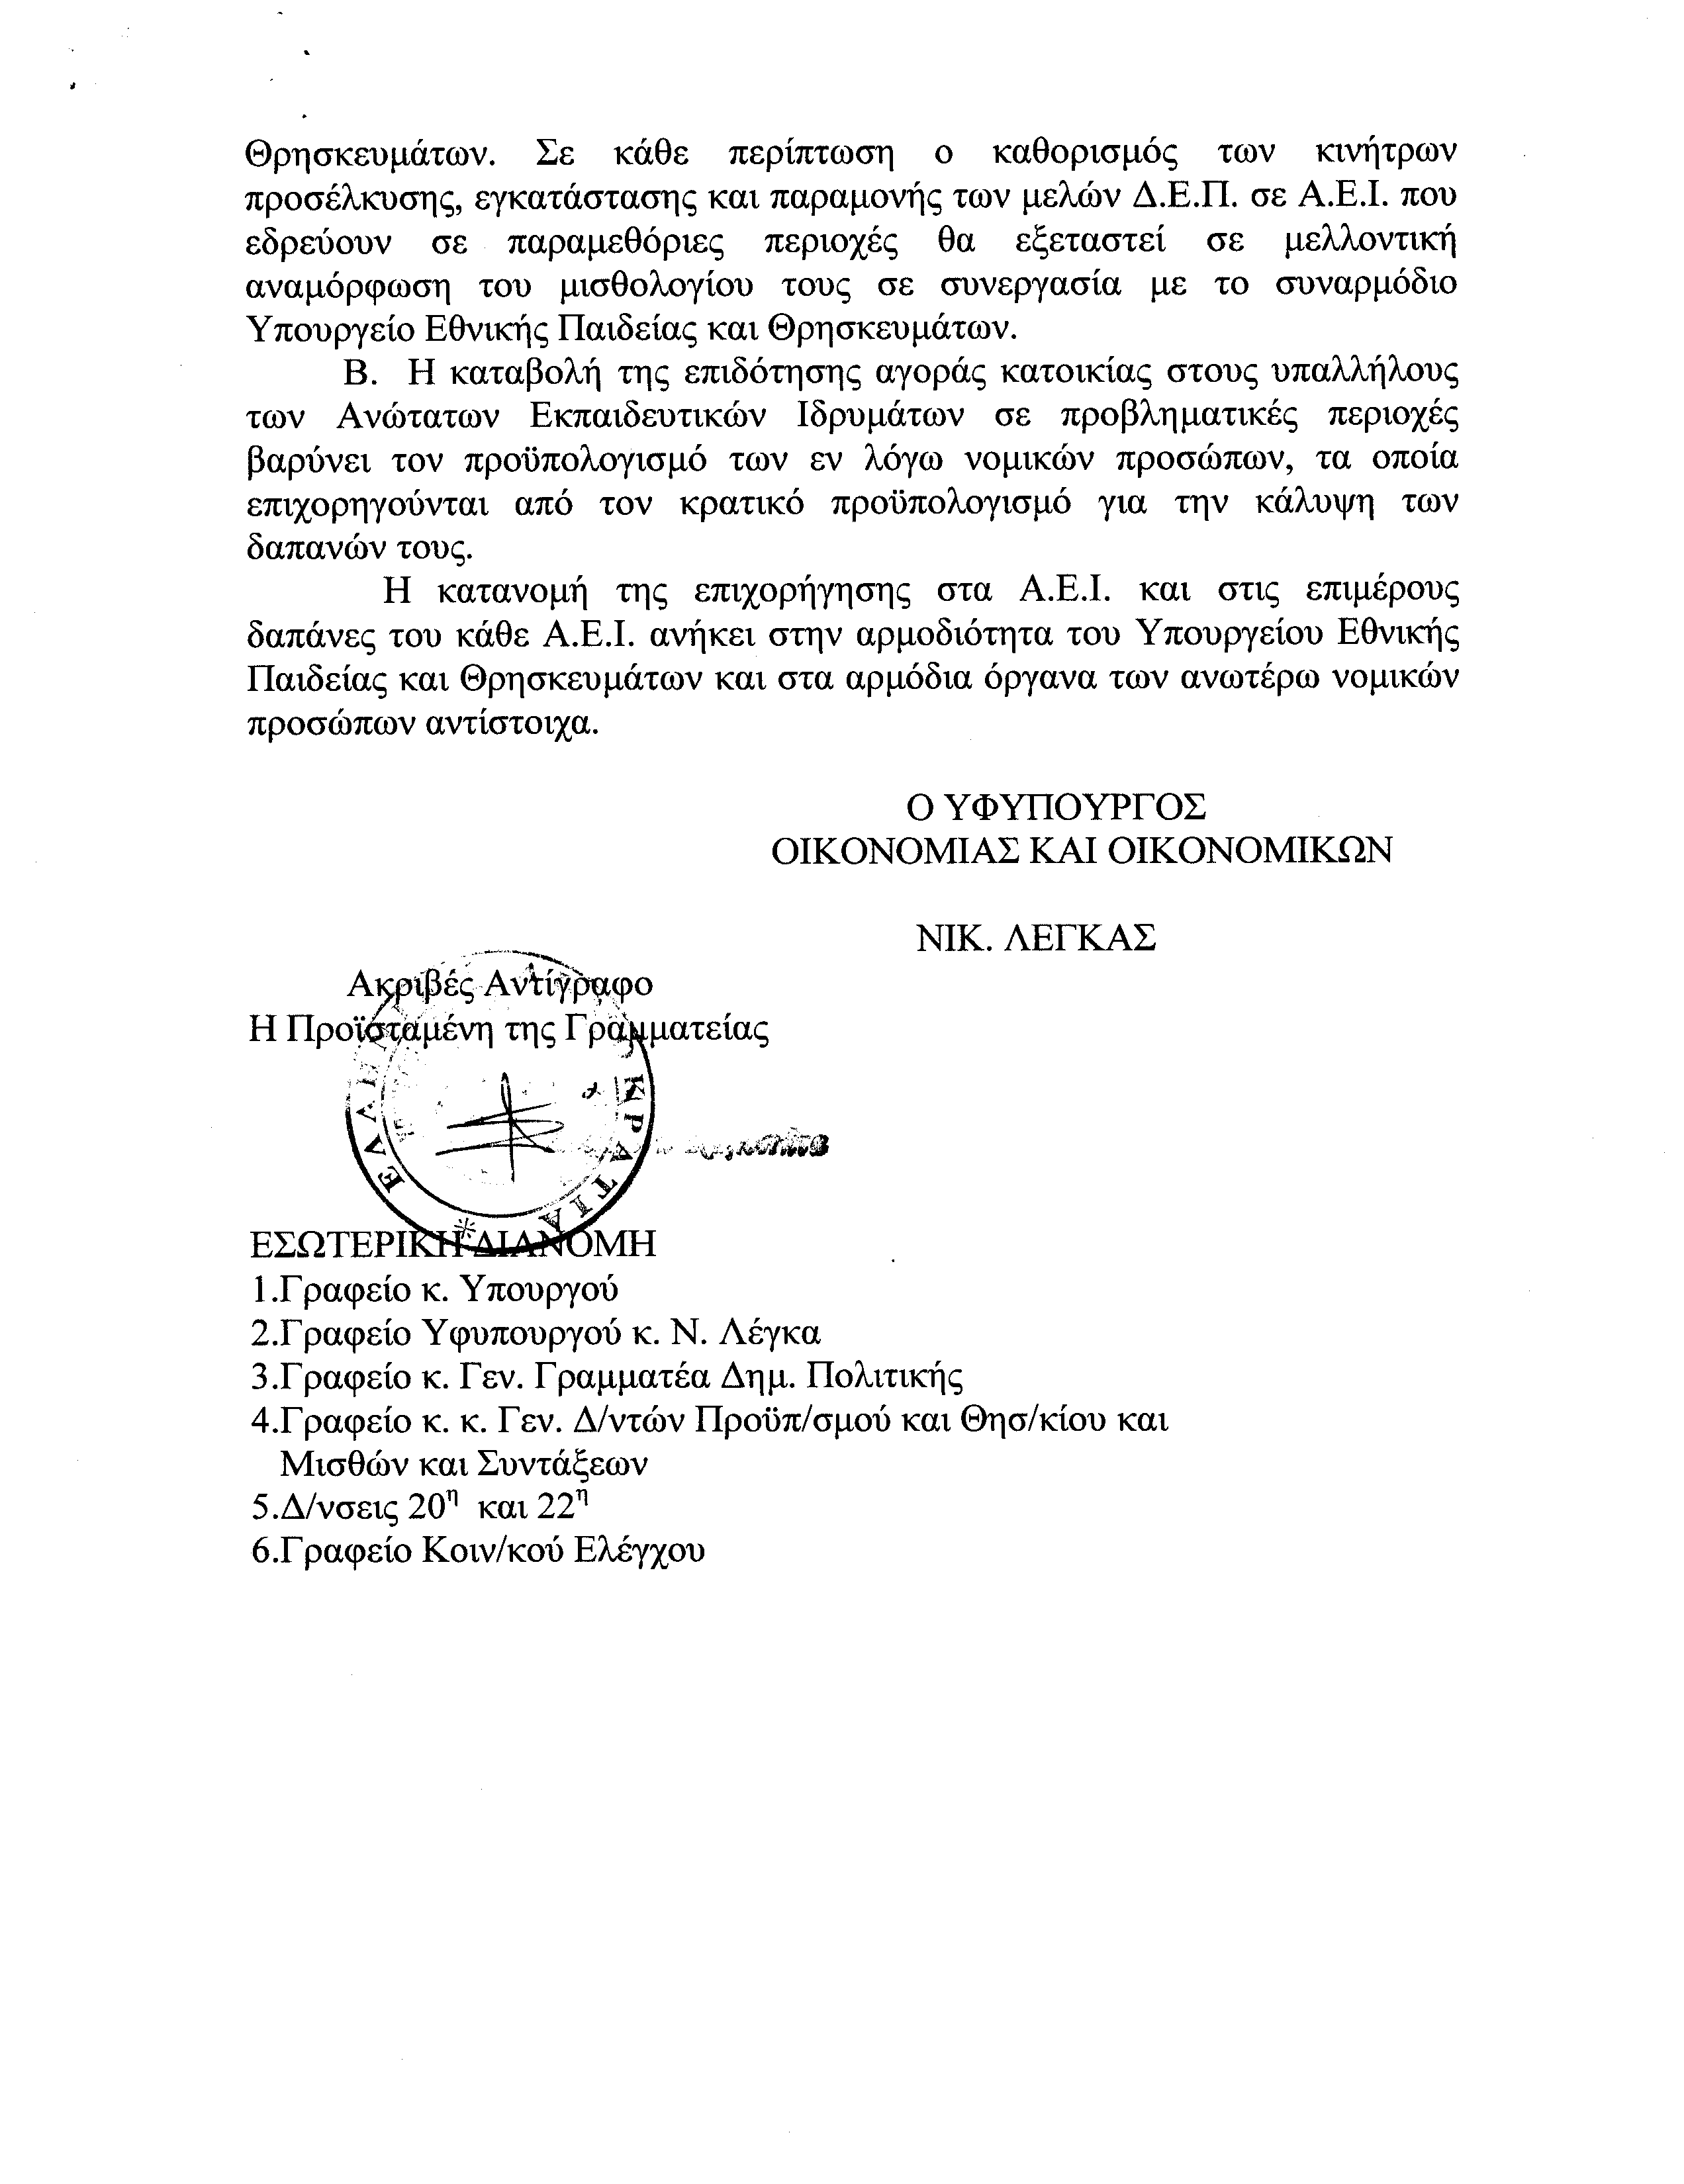 Θρησκευμάτων. Σε κάθε περίπτωση ο καθορισμός των κινήτρων
προσέλκυσης, εγκατάστασης και παραμονής των μελών Δ.Ε.Π. σε Α.Ε.Ι. που
εδρεύουν σε παραμεθόριες περιοχές θα εξεταστεί σε μελλοντική
αναμόρφωση του μισθολογίου τους σε συνεργασία με το συναρμόδιο
Υπουργείο Εθνικής Παιδείας και Θρησκευμάτων.
Β. Η καταβολή της επιδότησης αγοράς κατοικίας στους υπαλλήλους
των Ανώτατων Εκπαιδευτικών Ιδρυμάτων σε προβληματικές περιοχές
βαρύνει τον προϋπολογισμό των εν λόγω νομικών προσώπων, τα οποία
επιχορηγούνται από τον κρατικό προϋπολογισμό για την κάλυψη των
δαπανών τους.
Η κατανομή της επιχορήγησης στα Α.Ε.Ι. και στις επιμέρους
δαπάνες του κάθε Α.Ε.Ι. ανήκει στην αρμοδιότητα του Υπουργείου Εθνικής
Παιδείας και Θρησκευμάτων και στα αρμόδια όργανα των ανωτέρω νομικών
προσώπων αντίστοιχα.
Ο ΥΦΥΠΟΥΡΓΟΣ
ΟΙΚΟΝΟΜΙΑΣ ΚΑΙ ΟΙΚΟΝΟΜΙΚΩΝ
ΝΙΚ. ΛΕΓΚΑΣ
Ακριβές Αντίγραφο
Η Προϊσταμένη της Γραμματείας
ΕΣΩΤΕΡΙΚΗ ΔΙΑΝΟΜΗ
1.Γραφείο κ. Υπουργού
2.Γραφείο Υφυπουργού κ. Ν. Λέγκα
3.Γραφείο κ. Γεν. Γραμματέα Δημ. Πολιτικής
4.Γραφείο κ. κ. Γεν. Δ/ντών Προϋπ/σμού και Θησ/κίου και
Μισθών και Συντάξεων
5.Δ/νσεις 20η και 22η
6.Γραφείο Κοιν/κού Ελέγχου